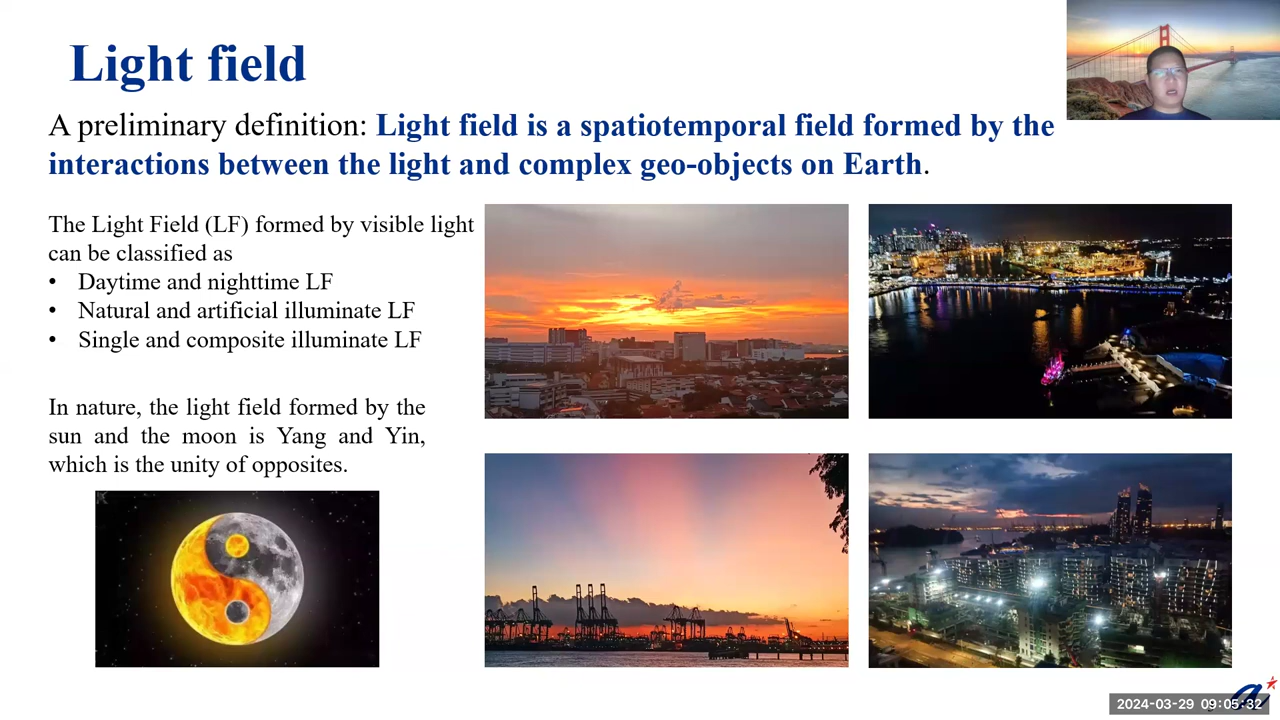 Light field
A preliminary definition: Light field is a spatiotemporal field formed by the
interactions between the light and complex geo-objects on Earth.
The Light Field (LF) formed by visible light
can be classified as
• Daytime and nighttime LF
• Natural and artificial illuminate LF
• Single and composite illuminate LF
In nature, the light field formed by the
sun and the moon is Yang and Yin,
which is the unity of opposites.
2024-03-29 09:05:32